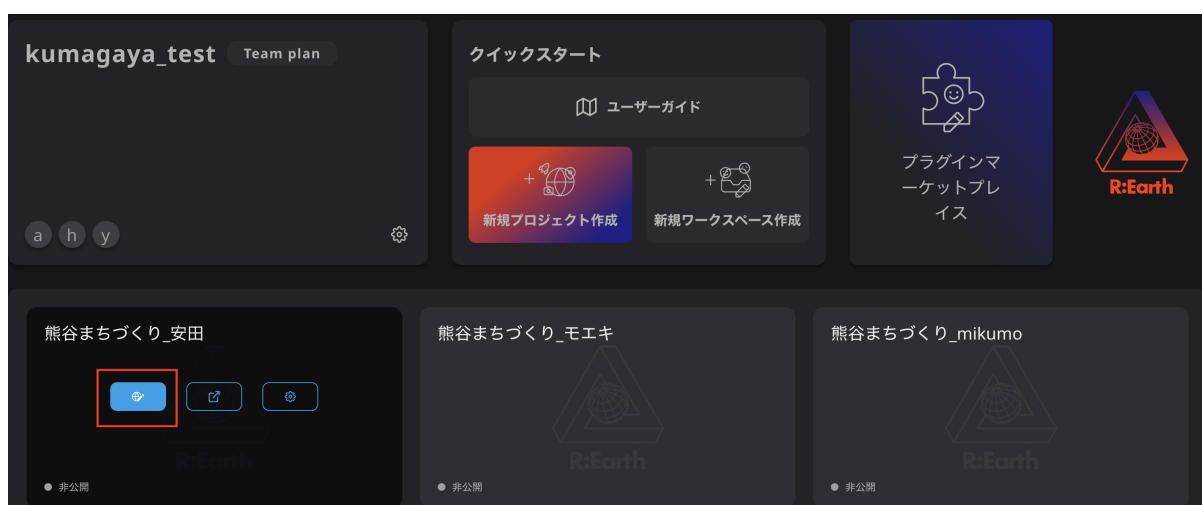 kumagaya_test Team plan
a h y
クイックスタート
ユーザーガイド
新規プロジェクト作成
新規ワークスペース作成
プラグインマ
ーケットプレ
イス
R:Earth
熊谷まちづくり_安田
R:Earth
非公開
熊谷まちづくり_モエキ
R:Earth
非公開
熊谷まちづくり_mikumo
R:Earth
非公開